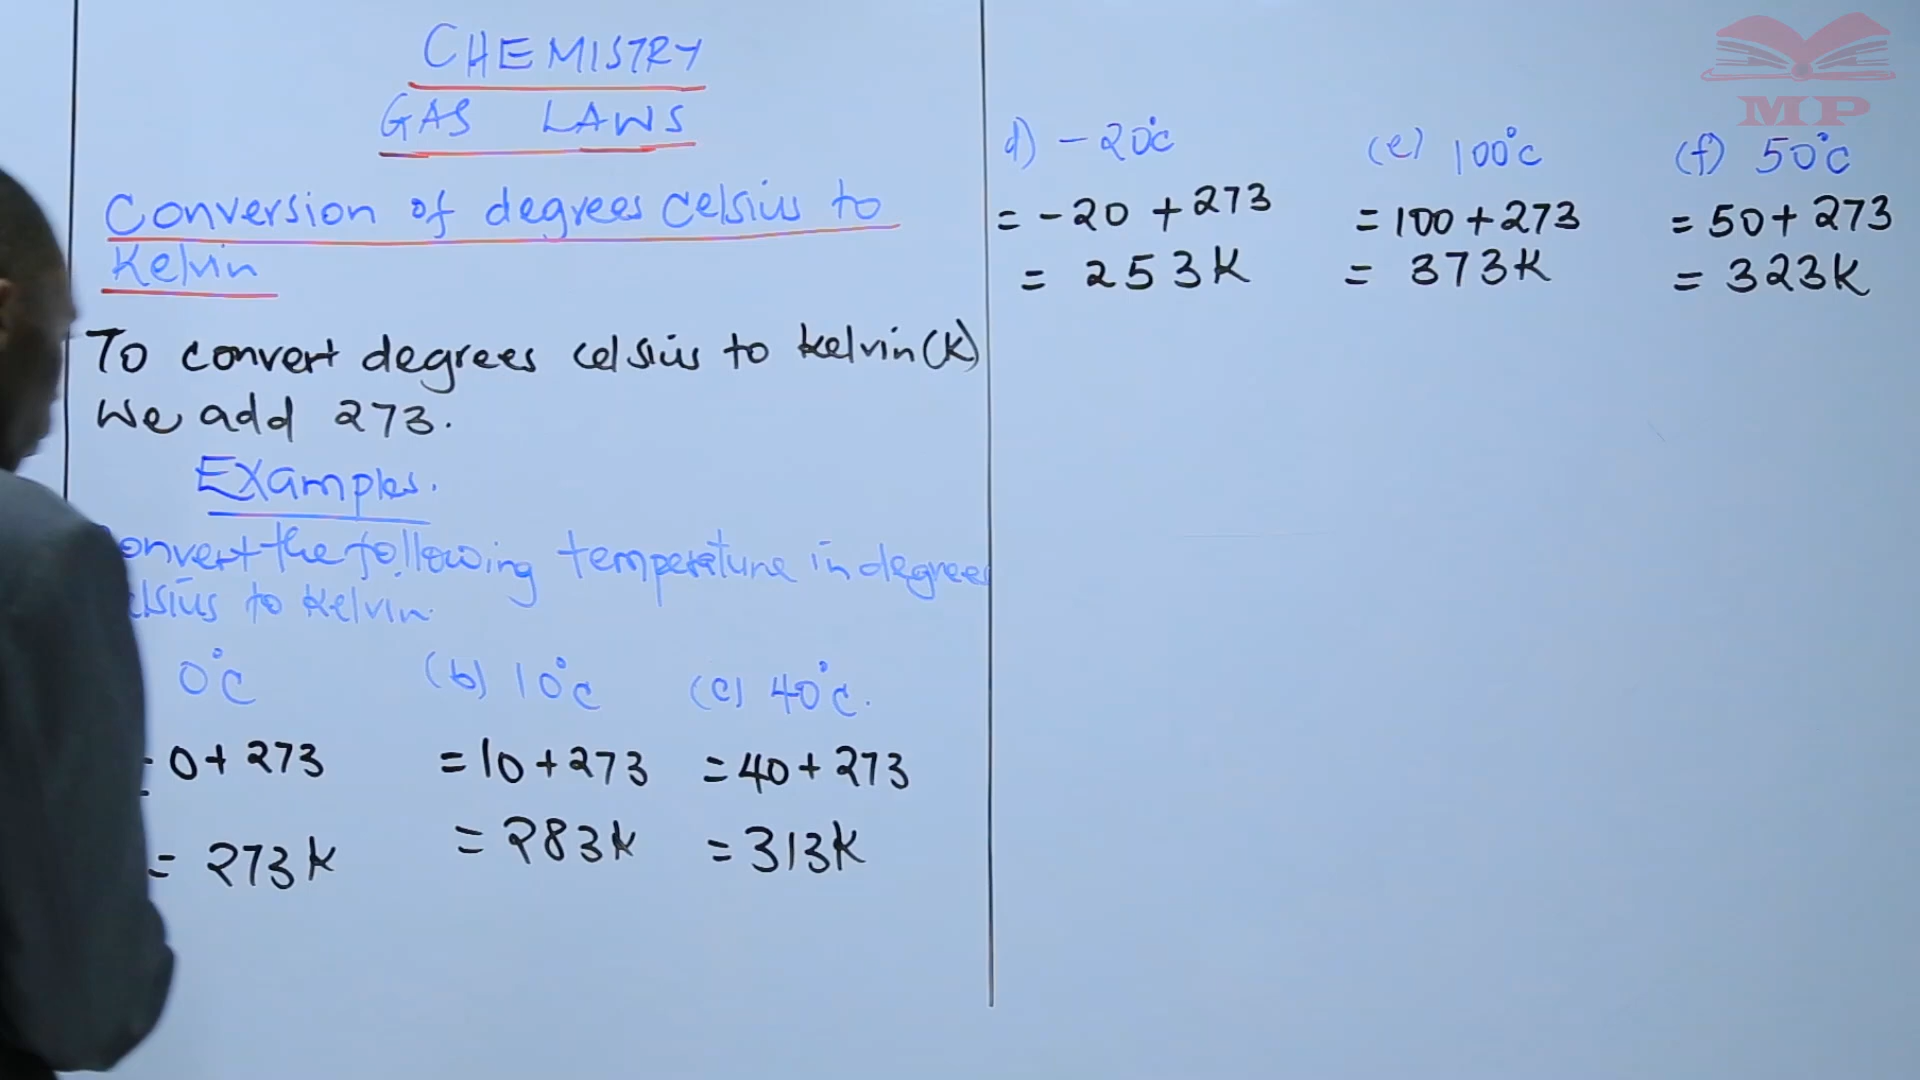 CHEMISTRY
GAS LAWS
Conversion of degrees Celsius to
Kelvin
To convert degrees celsius to Kelvin (K)
We add 273.
Examples.
onvert the following temperature in degrees
elsius to Kelvin.
0°C (b) 10°C (c) 40°C.
= 0 + 273 = 10 + 273 = 40 + 273
= 273K = 283K = 313K
d) -20°C (e) 100°C (f) 50°C
= -20 + 273 = 100 + 273 = 50 + 273
= 253K = 373K = 323K
MP